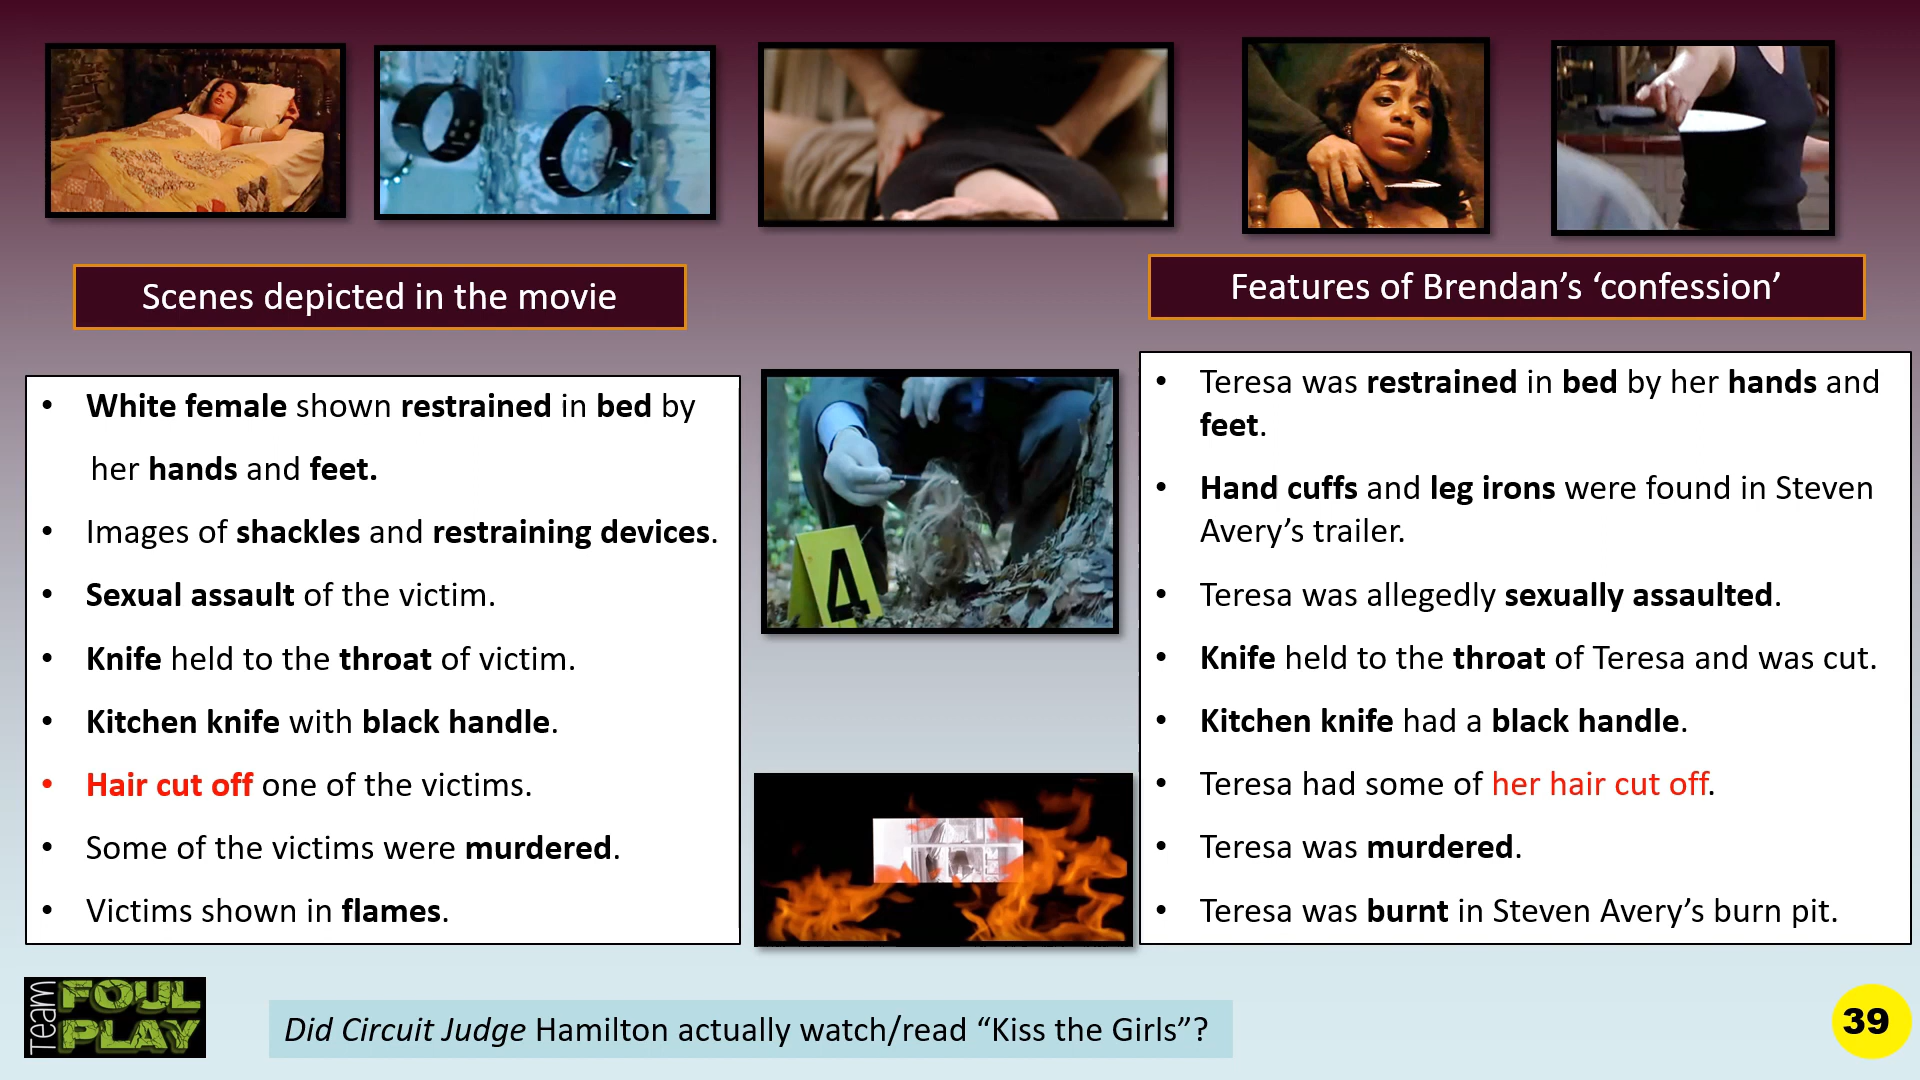 Scenes depicted in the movie
Features of Brendan’s ‘confession’
• White female shown restrained in bed by
her hands and feet.
• Images of shackles and restraining devices.
• Sexual assault of the victim.
• Knife held to the throat of victim.
• Kitchen knife with black handle.
• Hair cut off one of the victims.
• Some of the victims were murdered.
• Victims shown in flames.
4
• Teresa was restrained in bed by her hands and
feet.
• Hand cuffs and leg irons were found in Steven
Avery’s trailer.
• Teresa was allegedly sexually assaulted.
• Knife held to the throat of Teresa and was cut.
• Kitchen knife had a black handle.
• Teresa had some of her hair cut off.
• Teresa was murdered.
• Teresa was burnt in Steven Avery’s burn pit.
Team
FOUL
PLAY
Did Circuit Judge Hamilton actually watch/read “Kiss the Girls”?
39